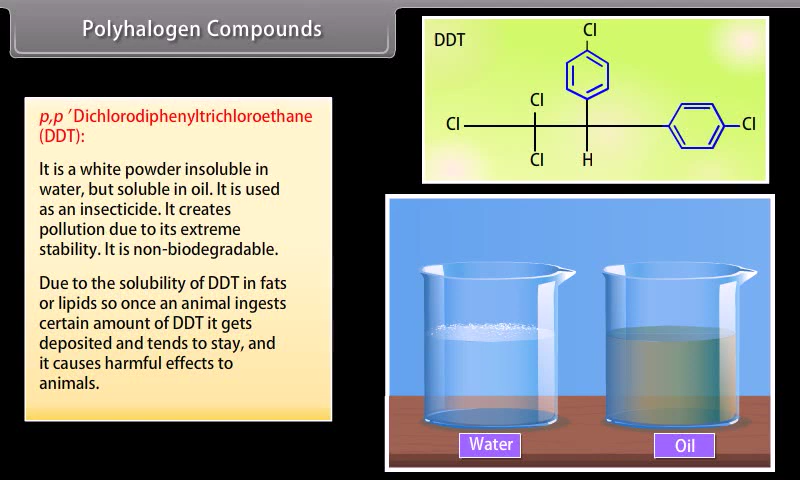 Polyhalogen Compounds
p,p ′Dichlorodiphenyltrichloroethane
(DDT):
It is a white powder insoluble in
water, but soluble in oil. It is used
as an insecticide. It creates
pollution due to its extreme
stability. It is non-biodegradable.
Due to the solubility of DDT in fats
or lipids so once an animal ingests
certain amount of DDT it gets
deposited and tends to stay, and
it causes harmful effects to
animals.
DDT
Cl
Cl
Cl
Cl
Cl
H
Water
Oil